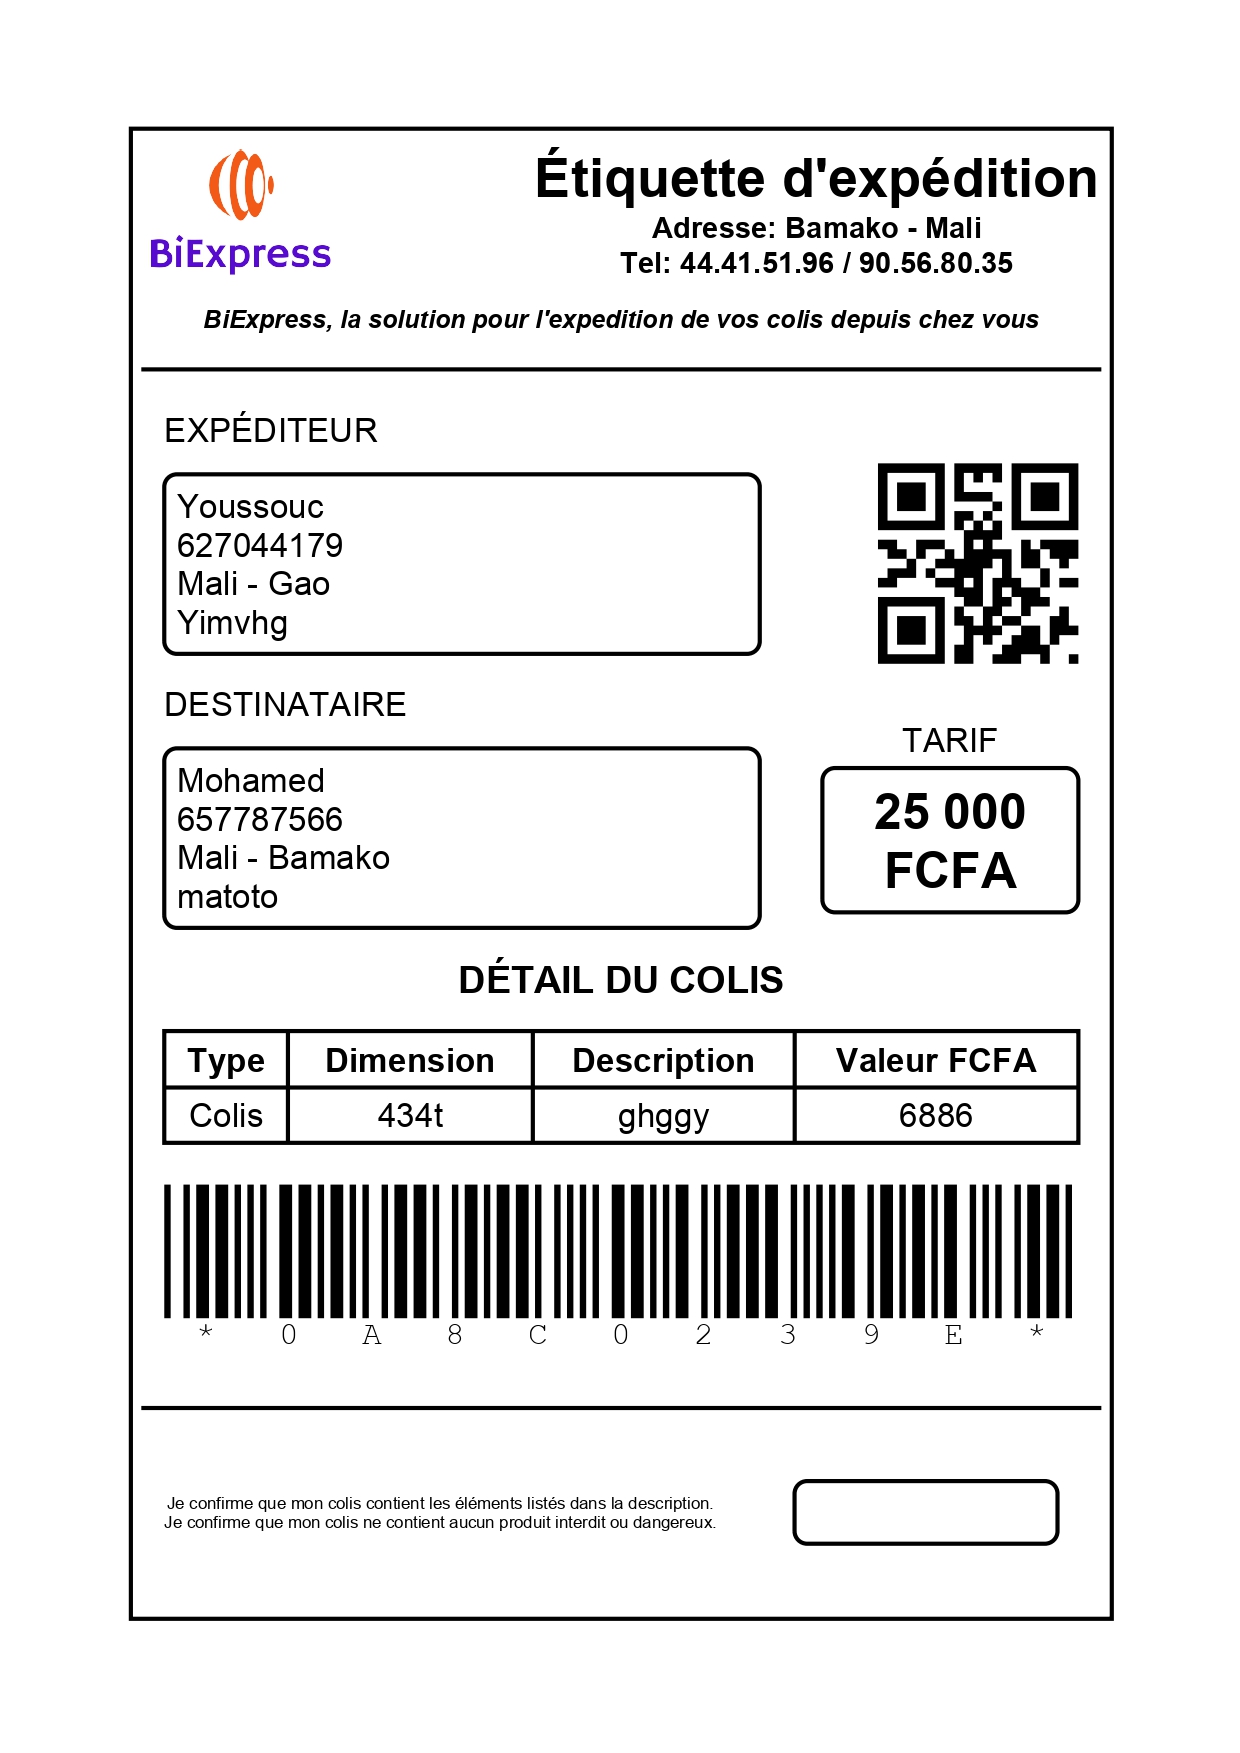 BiExpress
Étiquette d'expédition
Adresse: Bamako - Mali
Tel: 44.41.51.96 / 90.56.80.35
BiExpress, la solution pour l'expedition de vos colis depuis chez vous
EXPÉDITEUR
Youssouc
627044179
Mali - Gao
Yimvhg
DESTINATAIRE
Mohamed
657787566
Mali - Bamako
matoto
TARIF
25 000
FCFA
DÉTAIL DU COLIS
Type Dimension Description Valeur FCFA
Colis 434t ghggy 6886
* 0 A 8 C 0 2 3 9 E *
Je confirme que mon colis contient les éléments listés dans la description.
Je confirme que mon colis ne contient aucun produit interdit ou dangereux.